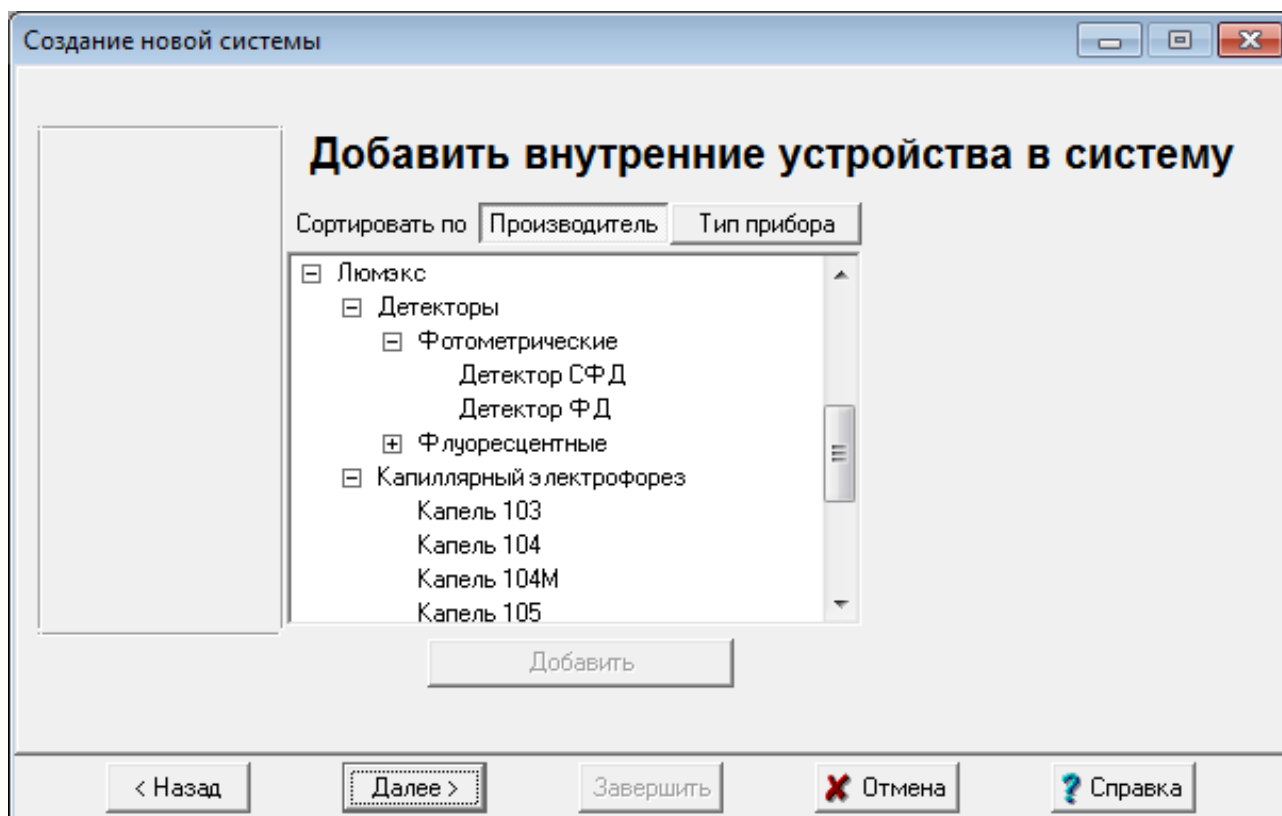 Создание новой системы
Добавить внутренние устройства в систему
Сортировать по Производитель Тип прибора
Люмэкс
Детекторы
Фотометрические
Детектор СФД
Детектор ФД
Флуоресцентные
Капиллярный электрофорез
Капель 103
Капель 104
Капель 104М
Капель 105
Добавить
< Назад Далее > Завершить Отмена ? Справка